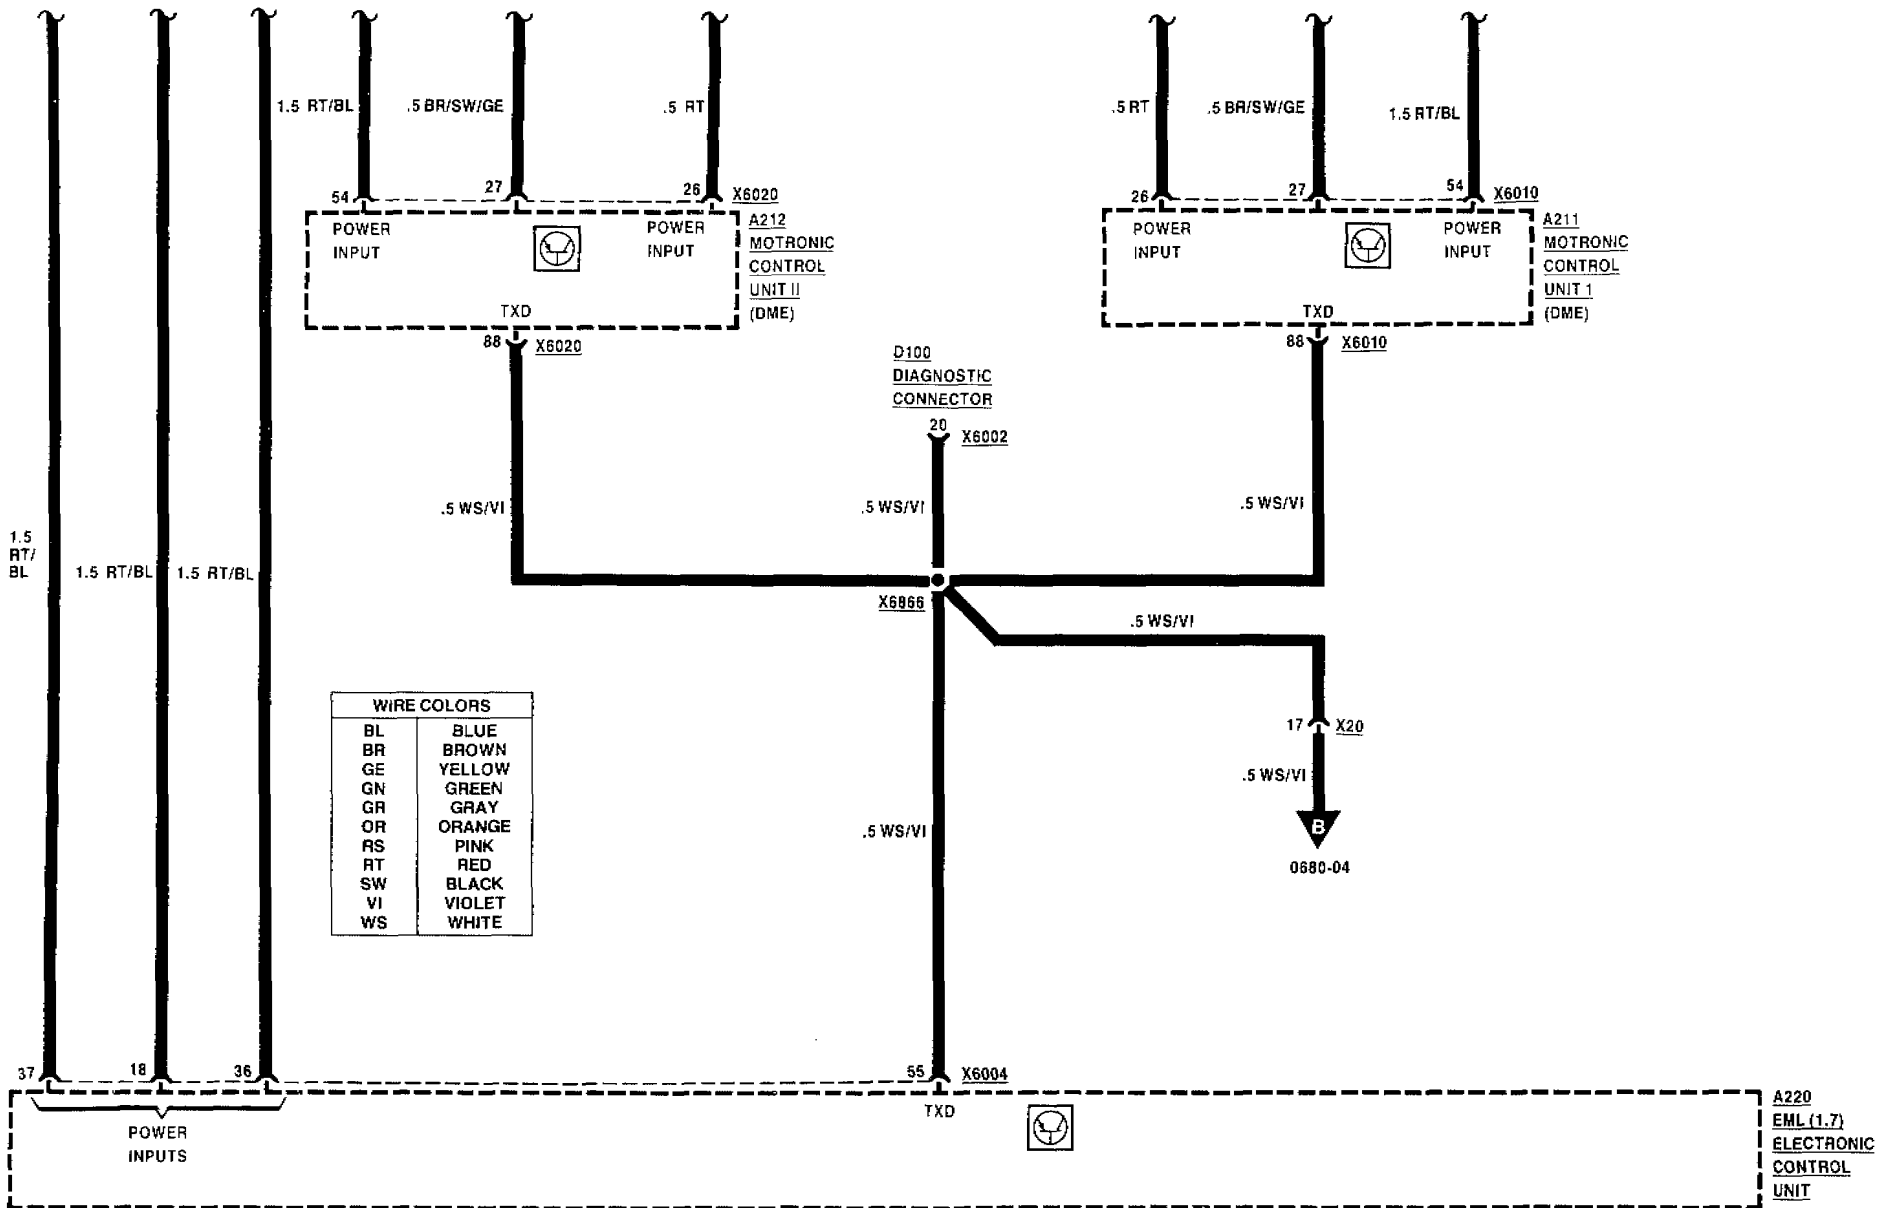 1.5 RT/BL
.5 BR/SW/GE
.5 RT
.5 RT
.5 BR/SW/GE
1.5 RT/BL
54
27
26
X6020
26
27
54
X6010
POWER
INPUT
POWER
INPUT
TXD
A212
MOTRONIC
CONTROL
UNIT II
(DME)
POWER
INPUT
POWER
INPUT
TXD
A211
MOTRONIC
CONTROL
UNIT 1
(DME)
88
X6020
88
X6010
D100
DIAGNOSTIC
CONNECTOR
20
X6002
.5 WS/VI
.5 WS/VI
.5 WS/VI
1.5
RT/
BL
1.5 RT/BL
1.5 RT/BL
X6866
.5 WS/VI
17
X20
.5 WS/VI
B
0680-04
WIRE COLORS
BL BLUE
BR BROWN
GE YELLOW
GN GREEN
GR GRAY
OR ORANGE
RS PINK
RT RED
SW BLACK
VI VIOLET
WS WHITE
.5 WS/VI
37
18
36
55
X6004
POWER
INPUTS
TXD
A220
EML (1.7)
ELECTRONIC
CONTROL
UNIT